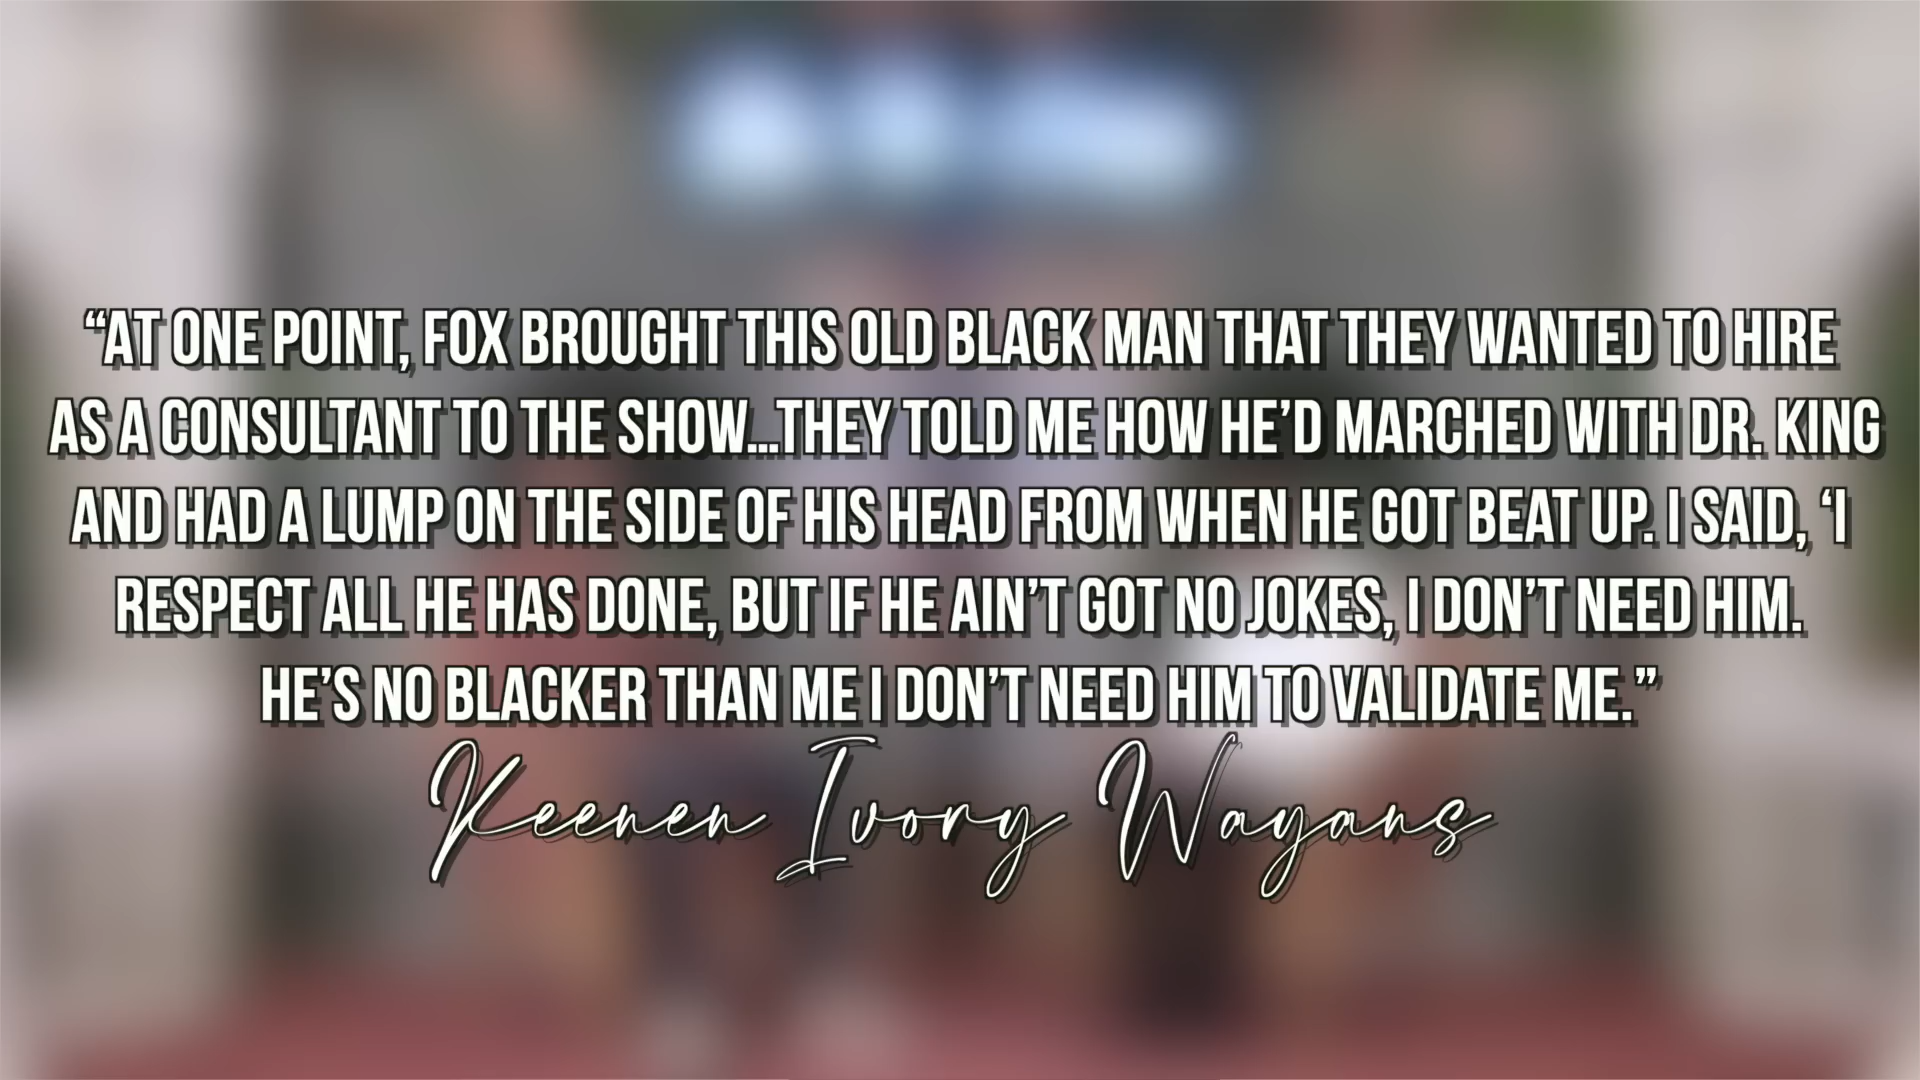 “AT ONE POINT, FOX BROUGHT THIS OLD BLACK MAN THAT THEY WANTED TO HIRE
AS A CONSULTANT TO THE SHOW...THEY TOLD ME HOW HE’D MARCHED WITH DR. KING
AND HAD A LUMP ON THE SIDE OF HIS HEAD FROM WHEN HE GOT BEAT UP. I SAID, ‘I
RESPECT ALL HE HAS DONE, BUT IF HE AIN’T GOT NO JOKES, I DON’T NEED HIM.
HE’S NO BLACKER THAN ME I DON’T NEED HIM TO VALIDATE ME.”
Keenen Ivory Wayans